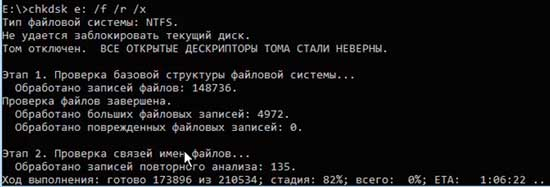 E:\>chkdsk e: /f /r /x
Тип файловой системы: NTFS.
Не удается заблокировать текущий диск.
Том отключен.  ВСЕ ОТКРЫТЫЕ ДЕСКРИПТОРЫ ТОМА СТАЛИ НЕВЕРНЫ.
Этап 1. Проверка базовой структуры файловой системы...
Обработано записей файлов: 148736.
Проверка файлов завершена.
Обработано больших файловых записей: 4972.
Обработано поврежденных файловых записей: 0.
Этап 2. Проверка связей имен файлов...
Обработано записей повторного анализа: 135.
Ход выполнения: готово 173896 из 210534; стадия: 82%; всего:  0%; ETA:   1:06:22 ..